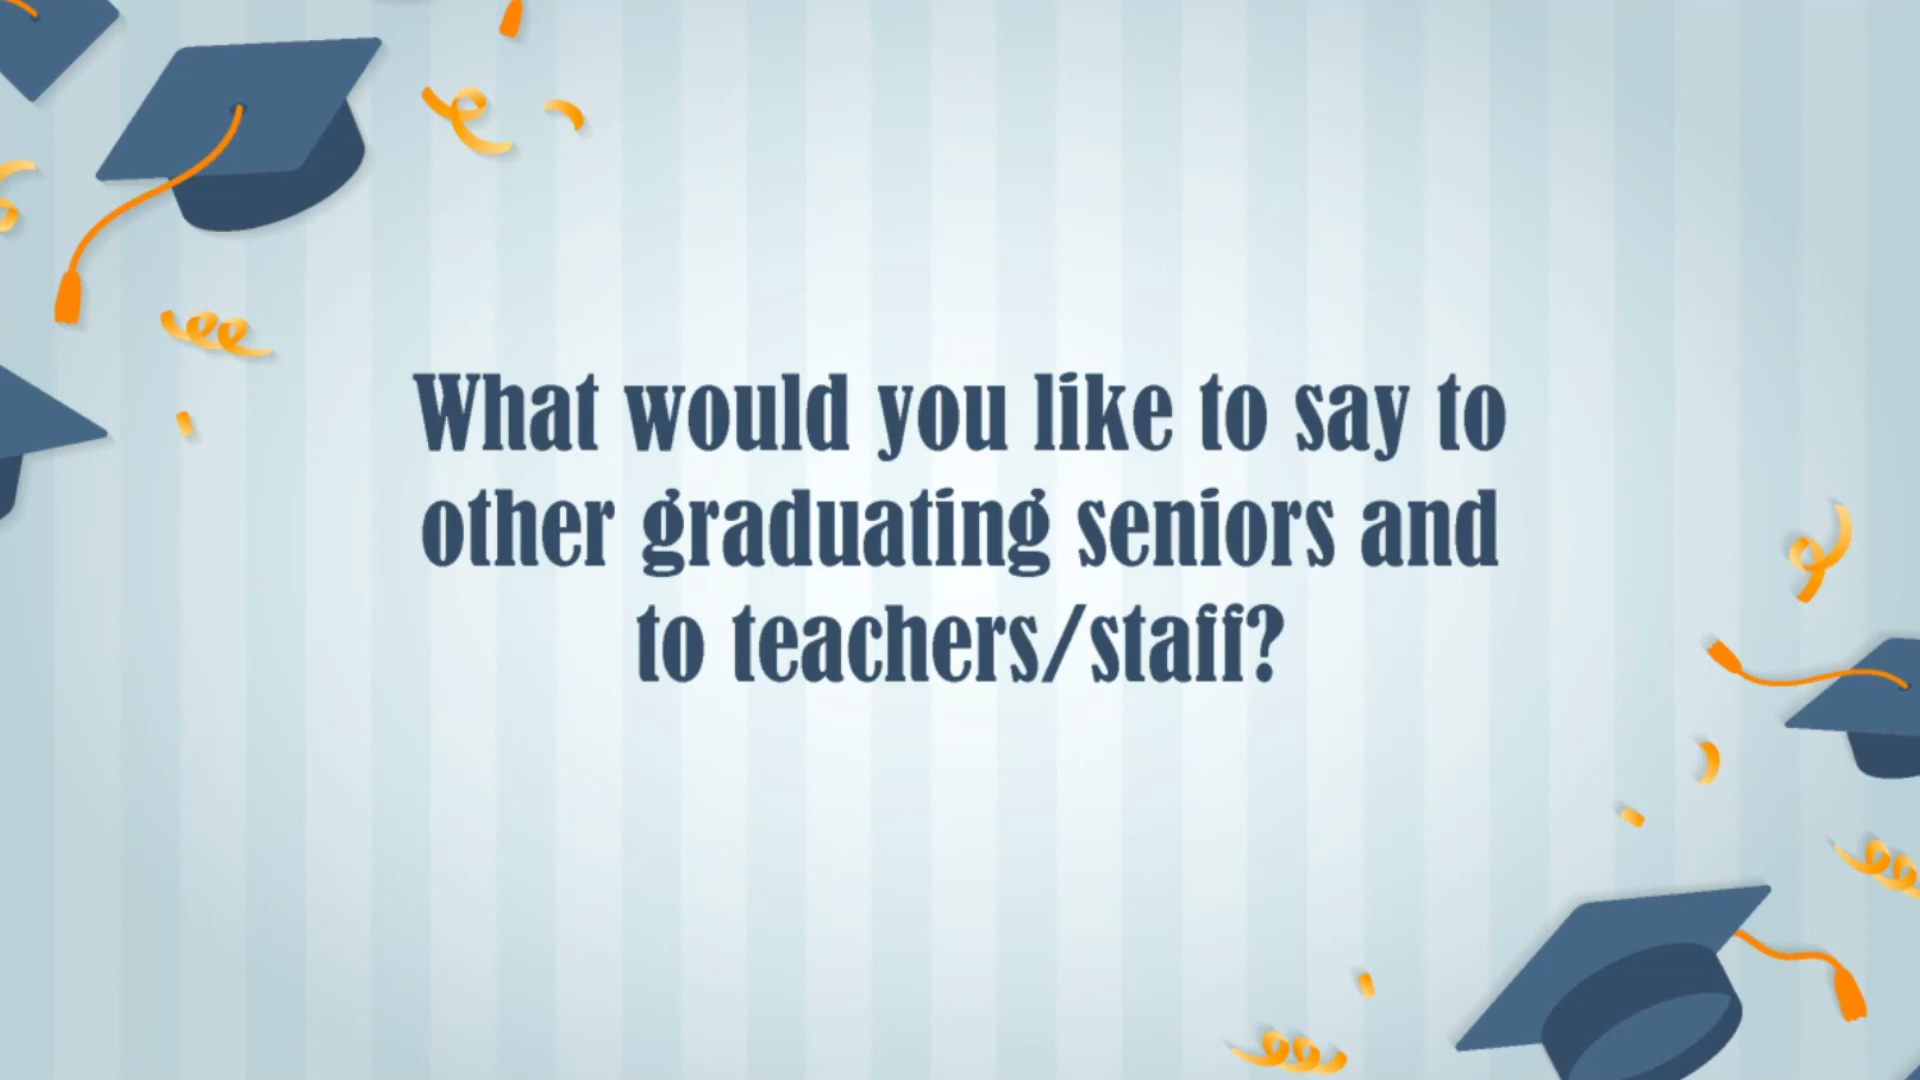 What would you like to say to
other graduating seniors and
to teachers/staff?